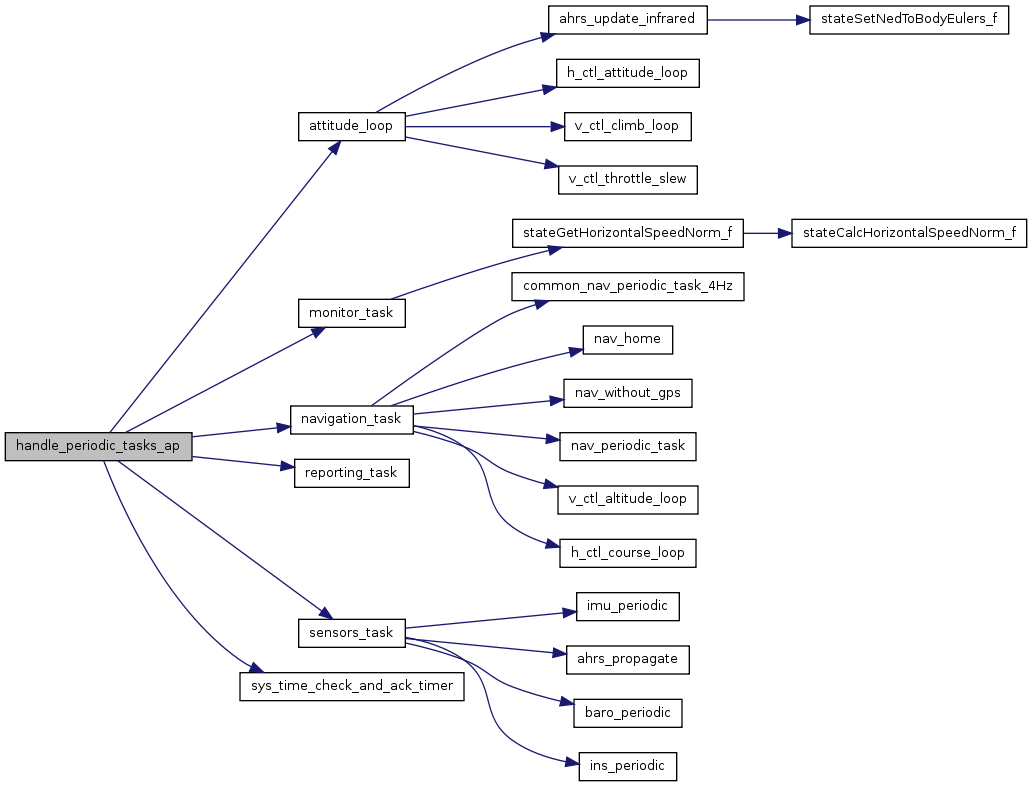 ahrs_update_infrared
stateSetNedToBodyEulers_f
h_ctl_attitude_loop
attitude_loop
v_ctl_climb_loop
v_ctl_throttle_slew
stateGetHorizontalSpeedNorm_f
stateCalcHorizontalSpeedNorm_f
common_nav_periodic_task_4Hz
monitor_task
nav_home
nav_without_gps
navigation_task
handle_periodic_tasks_ap
nav_periodic_task
reporting_task
v_ctl_altitude_loop
h_ctl_course_loop
imu_periodic
sensors_task
ahrs_propagate
sys_time_check_and_ack_timer
baro_periodic
ins_periodic